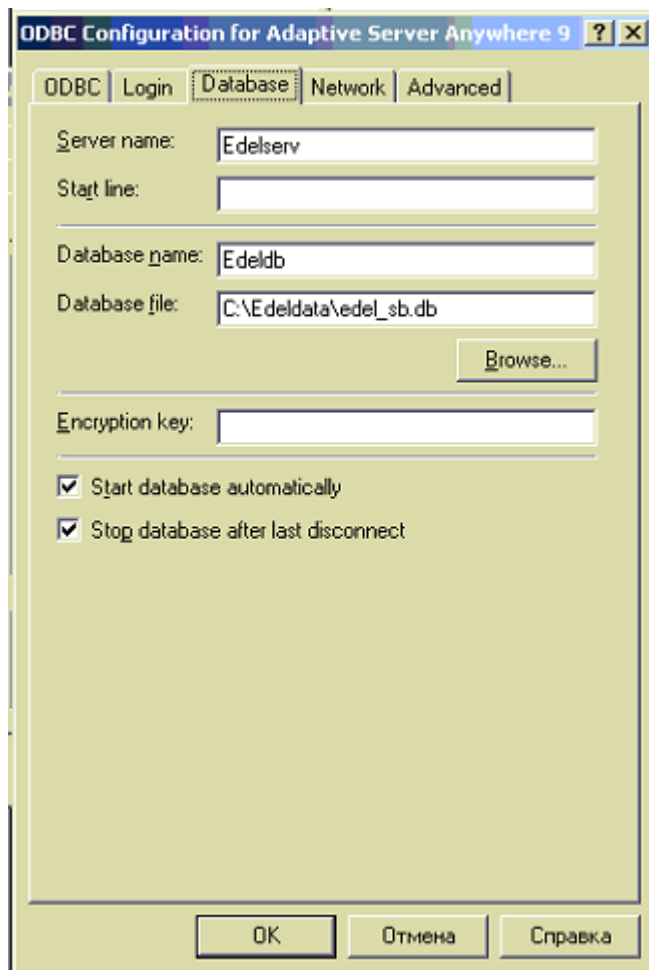 ODBC Configuration for Adaptive Server Anywhere 9
ODBC Login Database Network Advanced
Server name: Edelserv
Start line:
Database name: Edeldb
Database file: C:\Edeldata\edel_sb.db
Browse...
Encryption key:
Start database automatically
Stop database after last disconnect
OK Отмена Справка